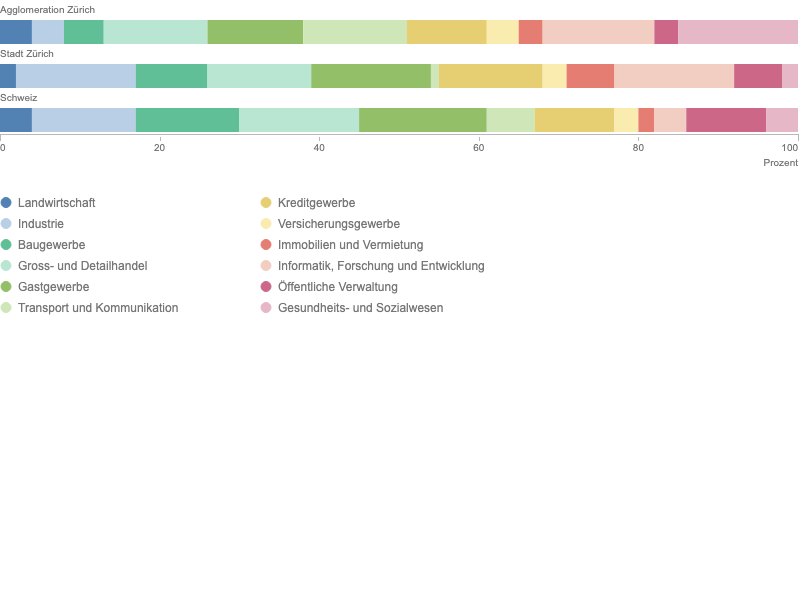 Agglomeration Zürich
Stadt Zürich
Schweiz
0 20 40 60 80 100
Prozent
Landwirtschaft
Industrie
Baugewerbe
Gross- und Detailhandel
Gastgewerbe
Transport und Kommunikation
Kreditgewerbe
Versicherungsgewerbe
Immobilien und Vermietung
Informatik, Forschung und Entwicklung
Öffentliche Verwaltung
Gesundheits- und Sozialwesen